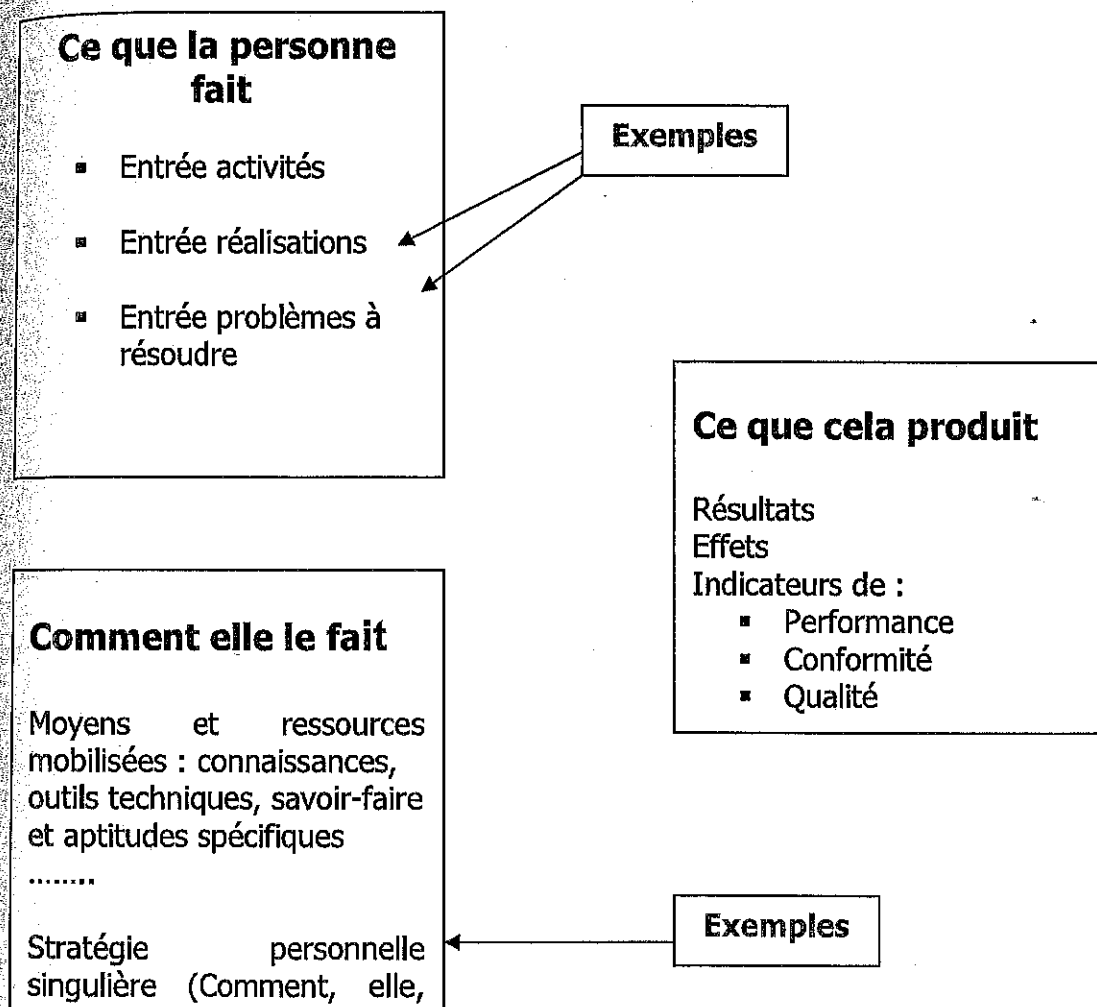 Ce que la personne
fait
▪ Entrée activités
▪ Entrée réalisations
▪ Entrée problèmes à
résoudre
Exemples
Ce que cela produit
Résultats
Effets
Indicateurs de :
▪ Performance
▪ Conformité
▪ Qualité
Comment elle le fait
Moyens et ressources
mobilisées : connaissances,
outils techniques, savoir-faire
et aptitudes spécifiques
........
Stratégie personnelle
singulière (Comment, elle,
Exemples